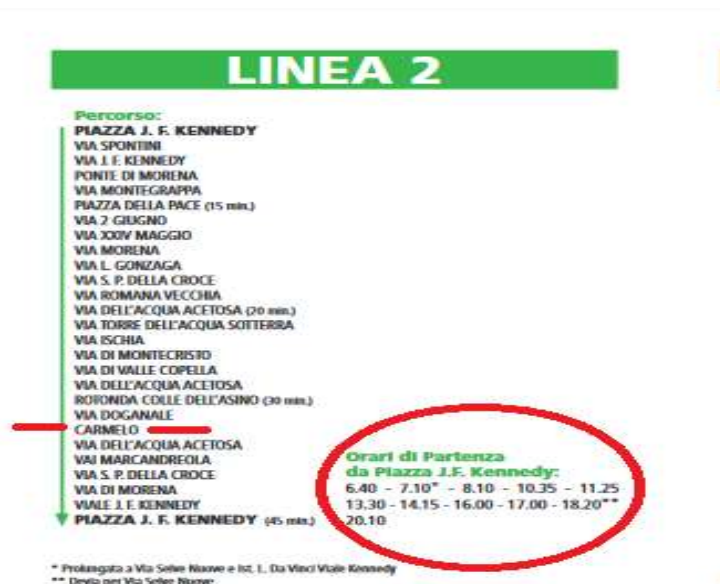 LINEA 2
Percorso:
PIAZZA J. F. KENNEDY
VIA SPONTINI
VIA J. F. KENNEDY
PONTE DI MORENA
VIA MONTEGRAPPA
PIAZZA DELLA PACE (15 min.)
VIA 2 GIUGNO
VIA XXIV MAGGIO
VIA MORENA
VIA L. GONZAGA
VIA S. P. DELLA CROCE
VIA ROMANA VECCHIA
VIA DELL'ACQUA ACETOSA (20 min.)
VIA TORRE DELL'ACQUA SOTTERRA
VIA ISCHIA
VIA DI MONTECRISTO
VIA DI VALLE COPELLA
VIA DELL'ACQUA ACETOSA
ROTONDA COLLE DELL'ASINO (30 min.)
VIA DOGANALE
CARMELO
VIA DELL'ACQUA ACETOSA
VAI MARCANDREOLA
VIA S. P. DELLA CROCE
VIA DI MORENA
VIALE J. F. KENNEDY
PIAZZA J. F. KENNEDY (45 min.)
Orari di Partenza
da Piazza J.F. Kennedy:
6.40 - 7.10* - 8.10 - 10.35 - 11.25
13.30 - 14.15 - 16.00 - 17.00 - 18.20**
20.10
* Prolungata a Via Selve Nuove e Ist. L. Da Vinci Viale Kennedy
** Devia per Via Selve Nuove